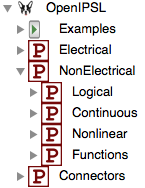 OpenIPSL
Examples
P Electrical
P NonElectrical
P Logical
P Continuous
P Nonlinear
P Functions
P Connectors